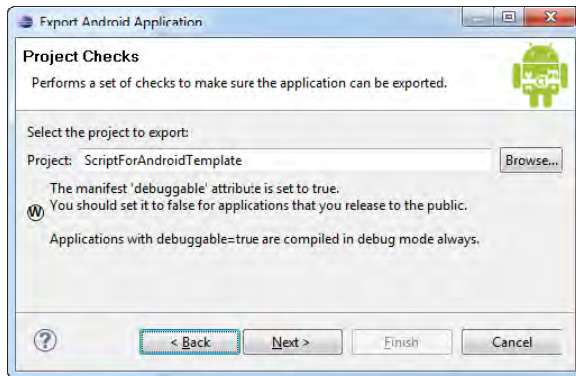 Export Android Application
Project Checks
Performs a set of checks to make sure the application can be exported.
Select the project to export:
Project: ScriptForAndroidTemplate Browse...
The manifest 'debuggable' attribute is set to true.
W You should set it to false for applications that you release to the public.
Applications with debuggable=true are compiled in debug mode always.
? < Back Next > Finish Cancel